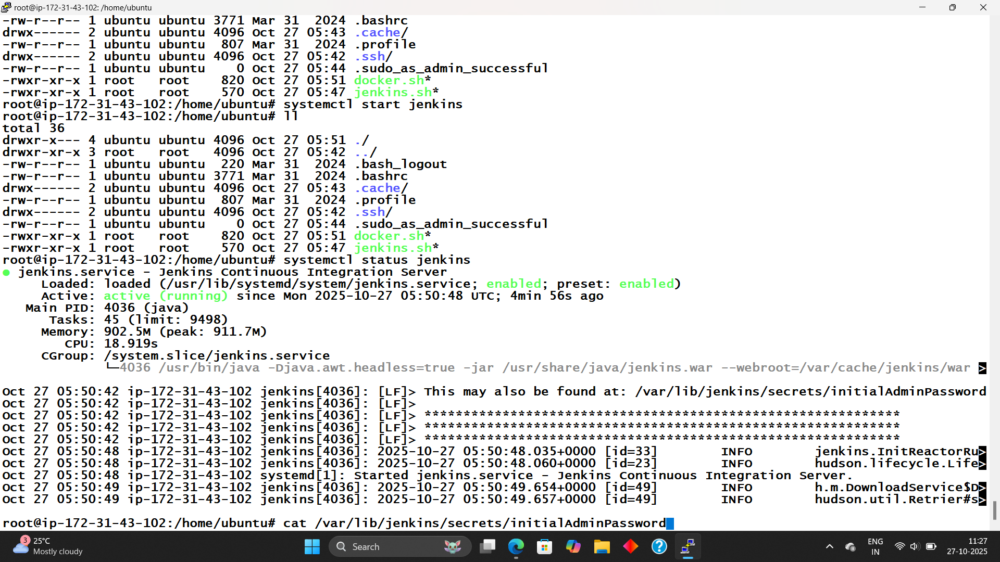 root@ip-172-31-43-102: /home/ubuntu
-rw-r--r-- 1 ubuntu ubuntu 3771 Mar 31  2024 .bashrc
drwx------ 2 ubuntu ubuntu 4096 Oct 27 05:43 .cache/
-rw-r--r-- 1 ubuntu ubuntu  807 Mar 31  2024 .profile
drwx------ 2 ubuntu ubuntu 4096 Oct 27 05:42 .ssh/
-rw-r--r-- 1 ubuntu ubuntu    0 Oct 27 05:44 .sudo_as_admin_successful
-rwxr-xr-x 1 root   root    820 Oct 27 05:51 docker.sh*
-rwxr-xr-x 1 root   root    570 Oct 27 05:47 jenkins.sh*
root@ip-172-31-43-102:/home/ubuntu# systemctl start jenkins
root@ip-172-31-43-102:/home/ubuntu# ll
total 36
drwxr-x--- 4 ubuntu ubuntu 4096 Oct 27 05:51 ./
drwxr-xr-x 3 root   root   4096 Oct 27 05:42 ../
-rw-r--r-- 1 ubuntu ubuntu  220 Mar 31  2024 .bash_logout
-rw-r--r-- 1 ubuntu ubuntu 3771 Mar 31  2024 .bashrc
drwx------ 2 ubuntu ubuntu 4096 Oct 27 05:43 .cache/
-rw-r--r-- 1 ubuntu ubuntu  807 Mar 31  2024 .profile
drwx------ 2 ubuntu ubuntu 4096 Oct 27 05:42 .ssh/
-rw-r--r-- 1 ubuntu ubuntu    0 Oct 27 05:44 .sudo_as_admin_successful
-rwxr-xr-x 1 root   root    820 Oct 27 05:51 docker.sh*
-rwxr-xr-x 1 root   root    570 Oct 27 05:47 jenkins.sh*
root@ip-172-31-43-102:/home/ubuntu# systemctl status jenkins
● jenkins.service - Jenkins Continuous Integration Server
     Loaded: loaded (/usr/lib/systemd/system/jenkins.service; enabled; preset: enabled)
     Active: active (running) since Mon 2025-10-27 05:50:48 UTC; 4min 56s ago
   Main PID: 4036 (java)
      Tasks: 45 (limit: 9498)
     Memory: 902.5M (peak: 911.7M)
        CPU: 18.919s
     CGroup: /system.slice/jenkins.service
             └─4036 /usr/bin/java -Djava.awt.headless=true -jar /usr/share/java/jenkins.war --webroot=/var/cache/jenkins/war >
Oct 27 05:50:42 ip-172-31-43-102 jenkins[4036]: [LF]> This may also be found at: /var/lib/jenkins/secrets/initialAdminPassword
Oct 27 05:50:42 ip-172-31-43-102 jenkins[4036]: [LF]>
Oct 27 05:50:42 ip-172-31-43-102 jenkins[4036]: [LF]> *************************************************************
Oct 27 05:50:42 ip-172-31-43-102 jenkins[4036]: [LF]> *************************************************************
Oct 27 05:50:42 ip-172-31-43-102 jenkins[4036]: [LF]> *************************************************************
Oct 27 05:50:48 ip-172-31-43-102 jenkins[4036]: 2025-10-27 05:50:48.035+0000 [id=33]        INFO        jenkins.InitReactorRu>
Oct 27 05:50:48 ip-172-31-43-102 jenkins[4036]: 2025-10-27 05:50:48.060+0000 [id=23]        INFO        hudson.lifecycle.Life>
Oct 27 05:50:48 ip-172-31-43-102 systemd[1]: Started jenkins.service - Jenkins Continuous Integration Server.
Oct 27 05:50:49 ip-172-31-43-102 jenkins[4036]: 2025-10-27 05:50:49.654+0000 [id=49]        INFO        h.m.DownloadService$D>
Oct 27 05:50:49 ip-172-31-43-102 jenkins[4036]: 2025-10-27 05:50:49.657+0000 [id=49]        INFO        hudson.util.Retrier#s>
root@ip-172-31-43-102:/home/ubuntu# cat /var/lib/jenkins/secrets/initialAdminPassword
3
25°C
Mostly cloudy
Search
ENG
IN
11:27
27-10-2025